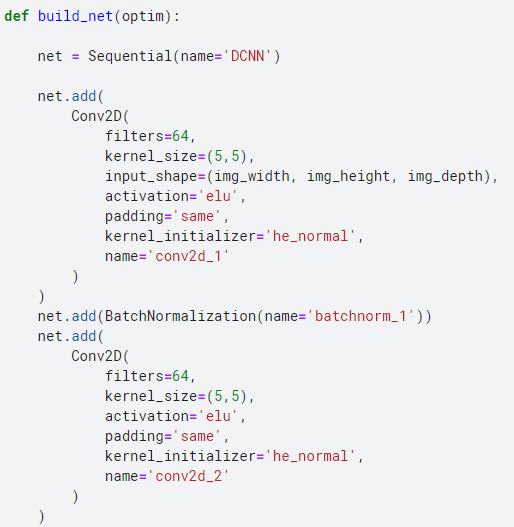 def build_net(optim):
    net = Sequential(name='DCNN')
    net.add(
        Conv2D(
            filters=64,
            kernel_size=(5,5),
            input_shape=(img_width, img_height, img_depth),
            activation='elu',
            padding='same',
            kernel_initializer='he_normal',
            name='conv2d_1'
        )
    )
    net.add(BatchNormalization(name='batchnorm_1'))
    net.add(
        Conv2D(
            filters=64,
            kernel_size=(5,5),
            activation='elu',
            padding='same',
            kernel_initializer='he_normal',
            name='conv2d_2'
        )
    )